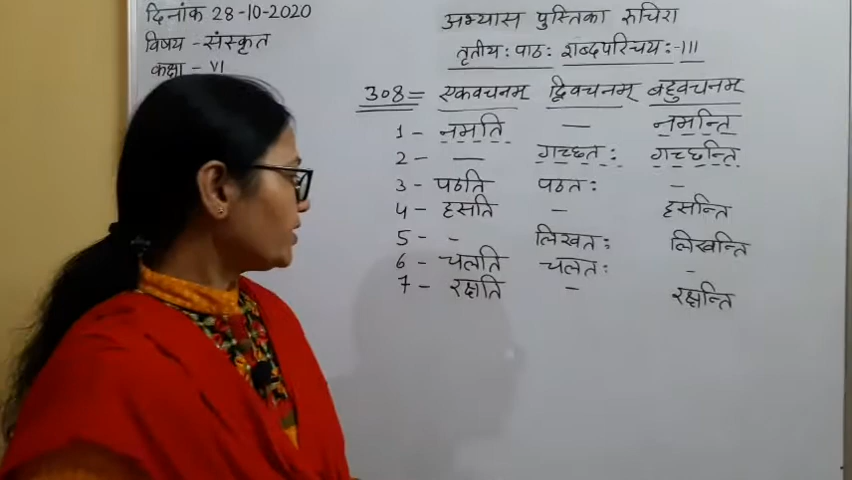 दिनांक 28-10-2020
विषय - संस्कृत
कक्षा - VI
अभ्यास पुस्तिका रुचिरा
तृतीय: पाठ: शब्दपरिचय:-III
308= एकवचनम् द्विवचनम् बहुवचनम्
1 - नमति — नमन्ति
2 - — गच्छत: गच्छन्ति
3 - पठति पठत: -
4 - हसति - हसन्ति
5 - - लिखत: लिखन्ति
6 - चलति चलत: -
7 - रक्षति - रक्षन्ति